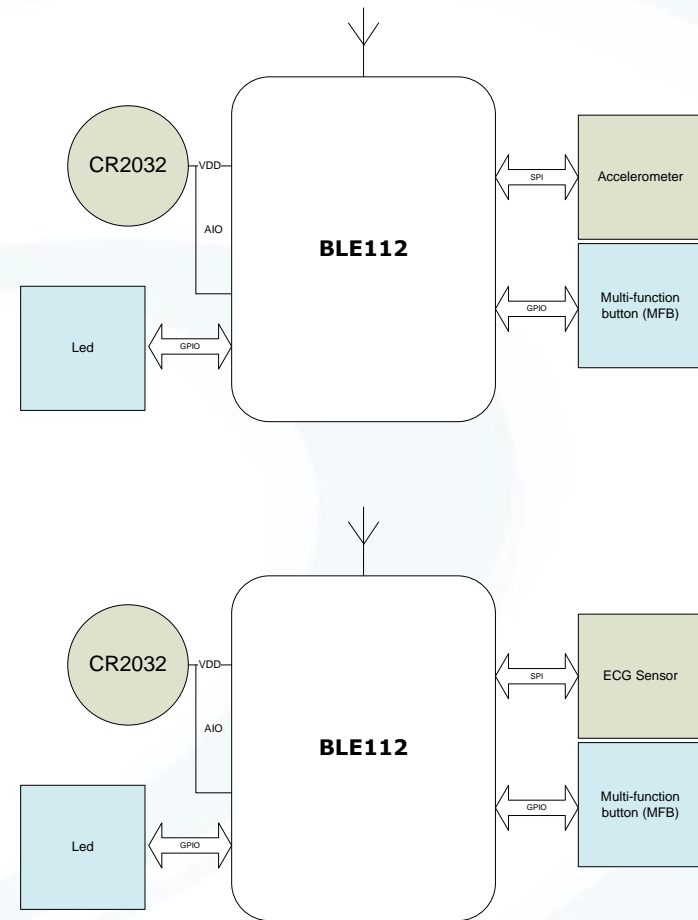 CR2032
VDD
AIO
BLE112
SPI
Accelerometer
Led
GPIO
GPIO
Multi-function
button (MFB)
CR2032
VDD
AIO
BLE112
SPI
ECG Sensor
Led
GPIO
GPIO
Multi-function
button (MFB)